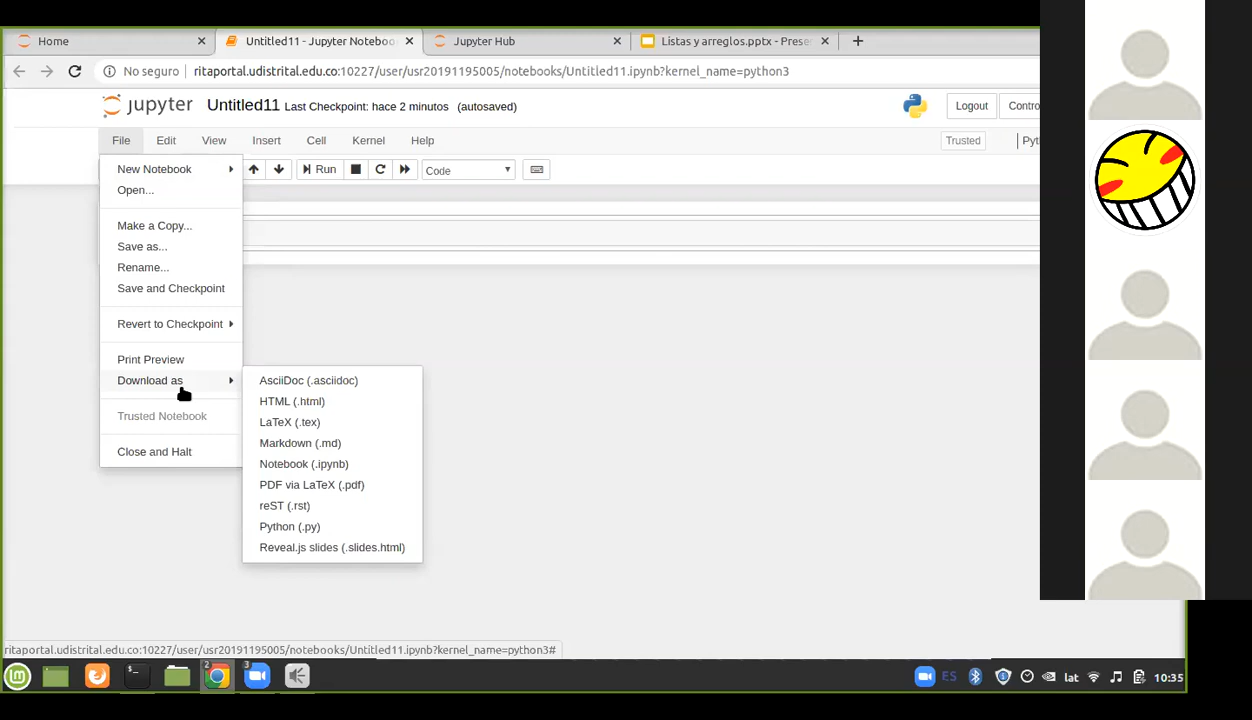 Home
Untitled11 - Jupyter Noteboo
Jupyter Hub
Listas y arreglos.pptx - Prese
No seguro
ritaportal.udistrital.edu.co:10227/user/usr20191195005/notebooks/Untitled11.ipynb?kernel_name=python3
jupyter Untitled11 Last Checkpoint: hace 2 minutos (autosaved)
Logout
Contro
File Edit View Insert Cell Kernel Help
Trusted
Pyt
Run
Code
New Notebook
Open...
Make a Copy...
Save as...
Rename...
Save and Checkpoint
Revert to Checkpoint
Print Preview
Download as
Trusted Notebook
Close and Halt
AsciiDoc (.asciidoc)
HTML (.html)
LaTeX (.tex)
Markdown (.md)
Notebook (.ipynb)
PDF via LaTeX (.pdf)
reST (.rst)
Python (.py)
Reveal.js slides (.slides.html)
ritaportal.udistrital.edu.co:10227/user/usr20191195005/notebooks/Untitled11.ipynb?kernel_name=python3#
2
3
ES
lat
10:35